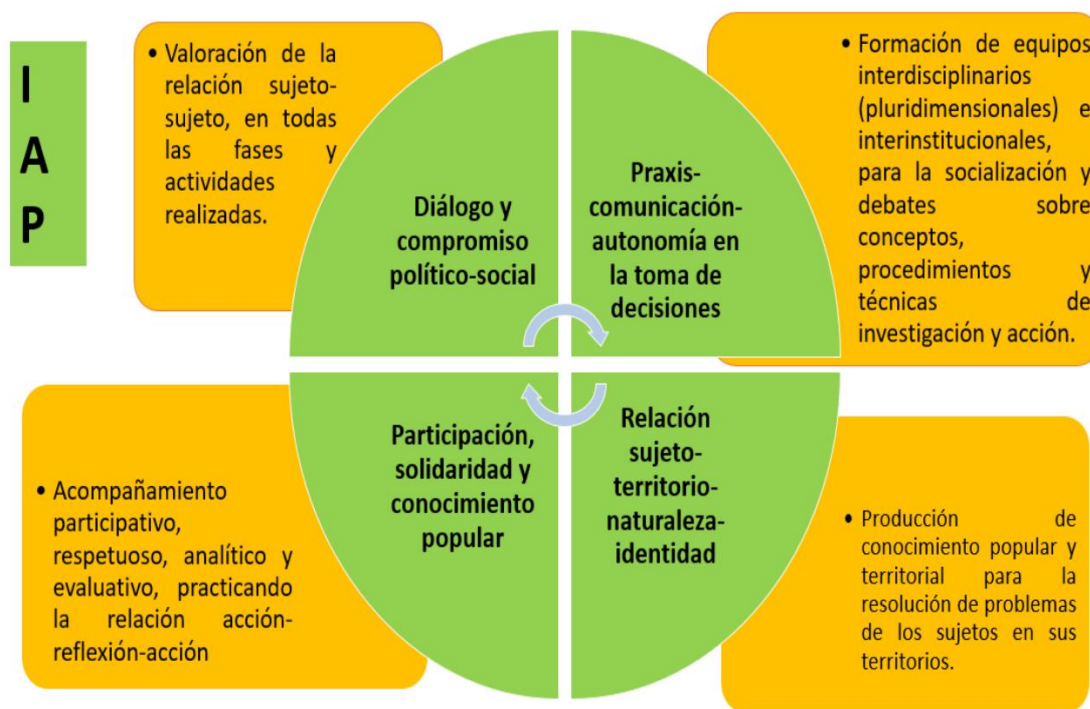 I
A
P
• Valoración de la
relación sujeto-
sujeto, en todas
las fases y
actividades
realizadas.
Diálogo y
compromiso
político-social
Praxis-
comunicación-
autonomía en
la toma de
decisiones
• Formación de equipos
interdisciplinarios
(pluridimensionales) e
interinstitucionales,
para la socialización y
debates sobre
conceptos,
procedimientos y
técnicas de
investigación y acción.
• Acompañamiento
participativo,
respetuoso, analítico y
evaluativo, practicando
la relación acción-
reflexión-acción
Participación,
solidaridad y
conocimiento
popular
Relación
sujeto-
territorio-
naturaleza-
identidad
• Producción de
conocimiento popular y
territorial para la
resolución de problemas
de los sujetos en sus
territorios.